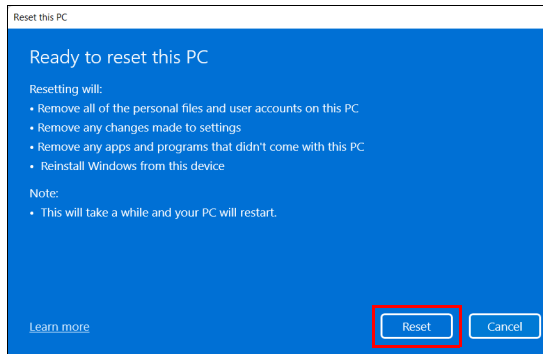 Reset this PC
Ready to reset this PC
Resetting will:
• Remove all of the personal files and user accounts on this PC
• Remove any changes made to settings
• Remove any apps and programs that didn't come with this PC
• Reinstall Windows from this device
Note:
• This will take a while and your PC will restart.
Learn more
Reset
Cancel